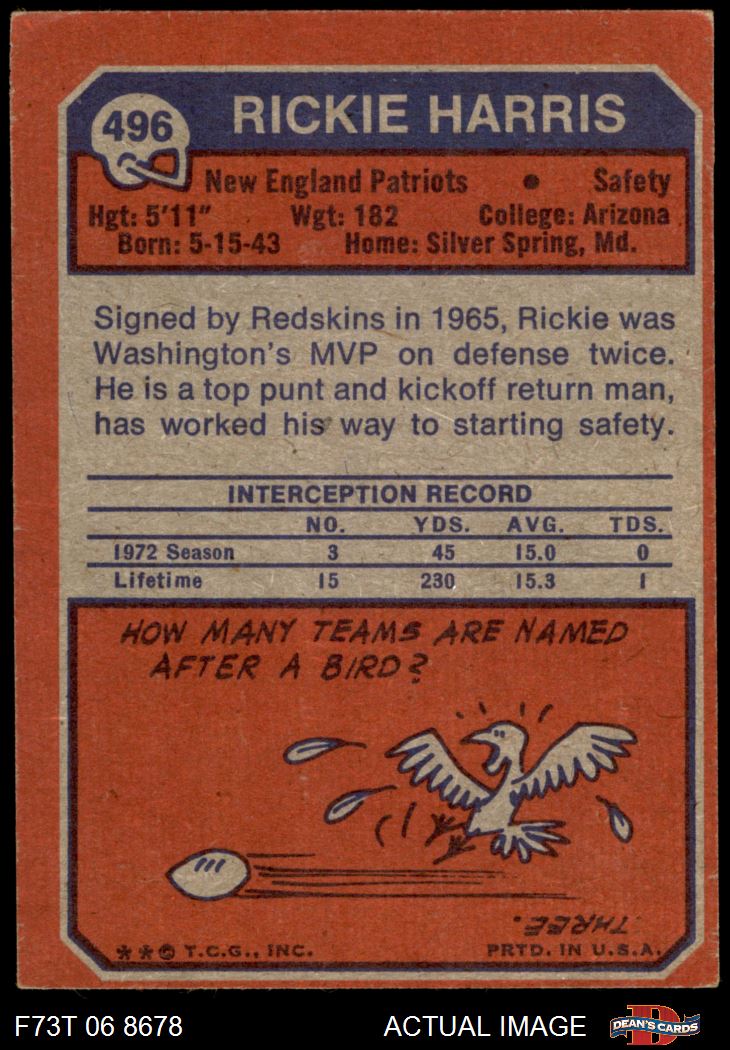 496
RICKIE HARRIS
New England Patriots • Safety
Hgt: 5'11" Wgt: 182 College: Arizona
Born: 5-15-43 Home: Silver Spring, Md.
Signed by Redskins in 1965, Rickie was
Washington's MVP on defense twice.
He is a top punt and kickoff return man,
has worked his way to starting safety.
INTERCEPTION RECORD
NO. YDS. AVG. TDS.
1972 Season 3 45 15.0 0
Lifetime 15 230 15.3 1
HOW MANY TEAMS ARE NAMED
AFTER A BIRD?
THREE.
**© T.C.G., INC. PRTD. IN U.S.A.
F73T 06 8678 ACTUAL IMAGE
D
DEAN'S CARDS